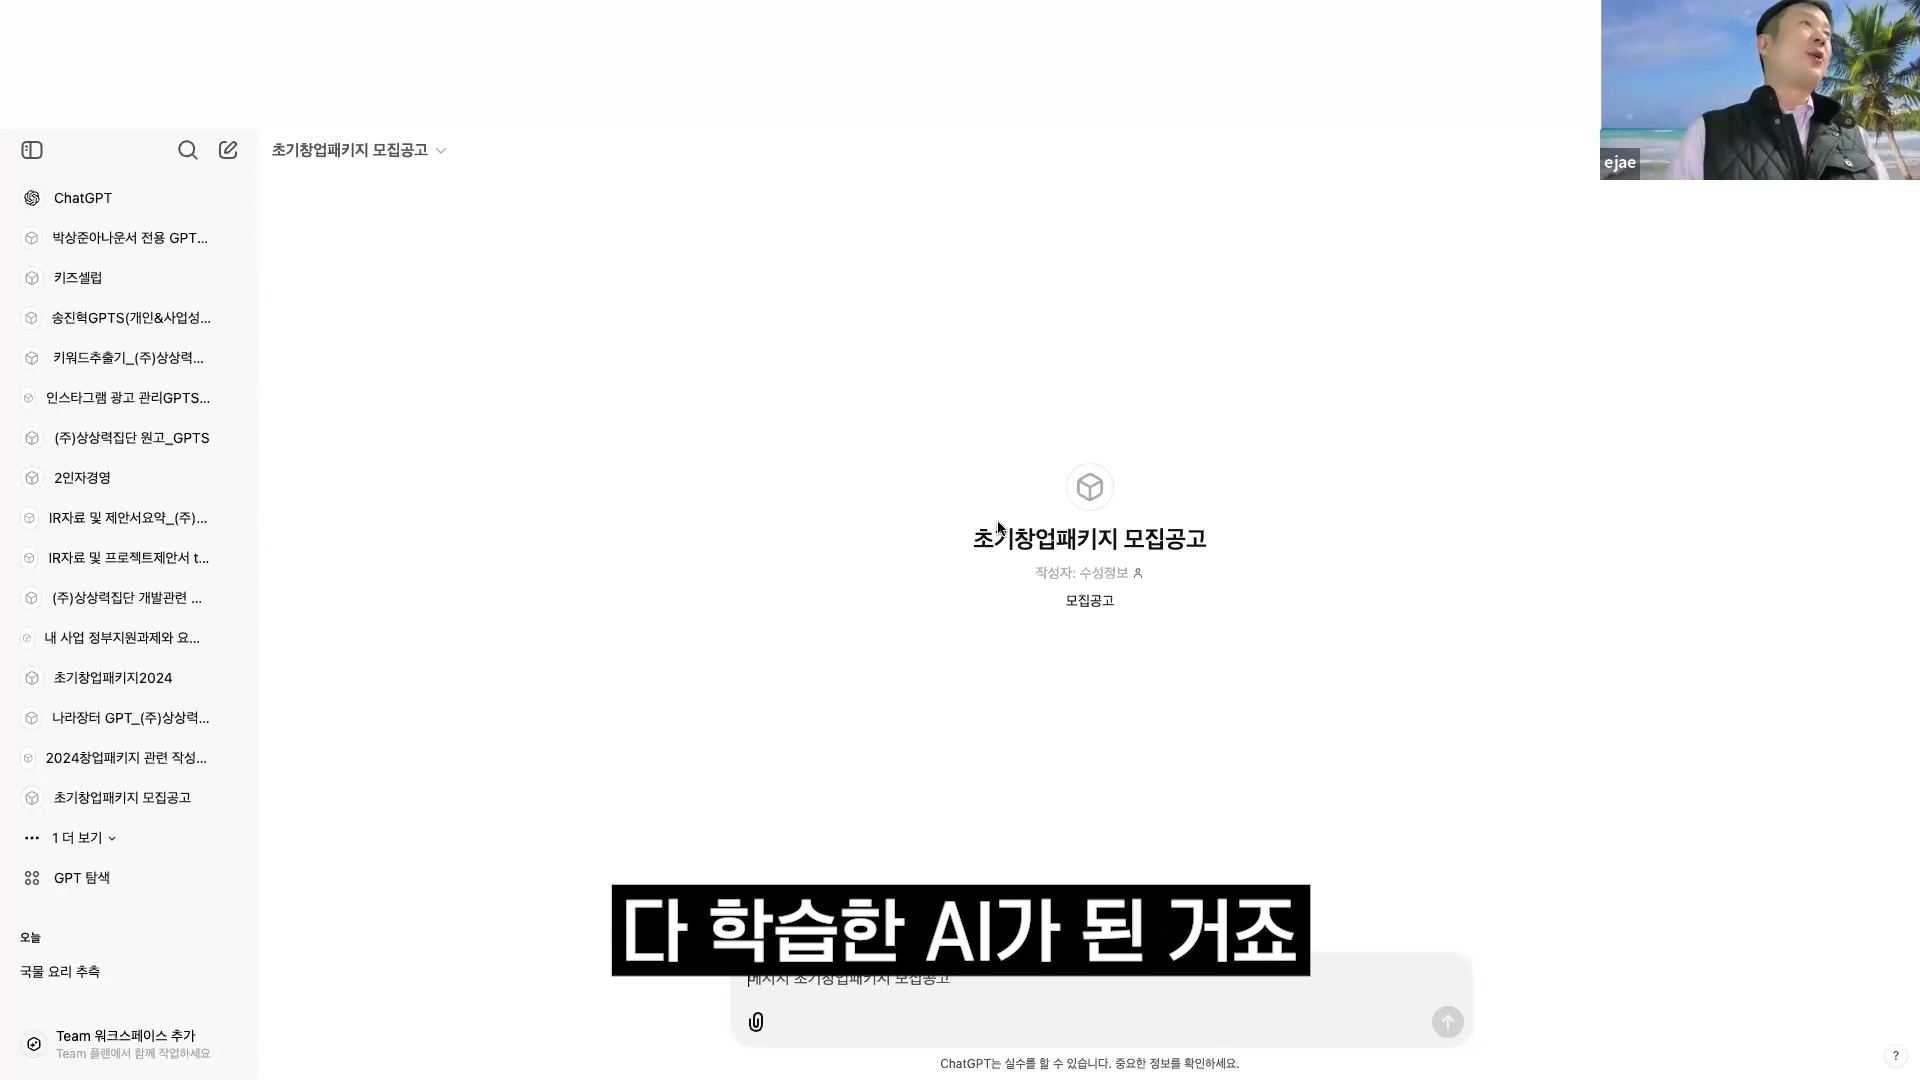 ejae
초기창업패키지 모집공고
ChatGPT
박상준아나운서 전용 GPT...
키즈셀럽
송진혁GPTS(개인&사업성...
키워드추출기_(주)상상력...
인스타그램 광고 관리GPTS...
(주)상상력집단 원고_GPTS
2인자경영
IR자료 및 제안서요약_(주)...
IR자료 및 프로젝트제안서 t...
(주)상상력집단 개발관련 ...
내 사업 정부지원과제와 요...
초기창업패키지2024
나라장터 GPT_(주)상상력...
2024창업패키지 관련 작성...
초기창업패키지 모집공고
1 더 보기
GPT 탐색
오늘
국물 요리 추측
Team 워크스페이스 추가
Team 플랜에서 함께 작업하세요
초기창업패키지 모집공고
작성자: 수성정보
모집공고
다 학습한 AI가 된 거죠
메시지 초기창업패키지 모집공고
ChatGPT는 실수를 할 수 있습니다. 중요한 정보를 확인하세요.
?